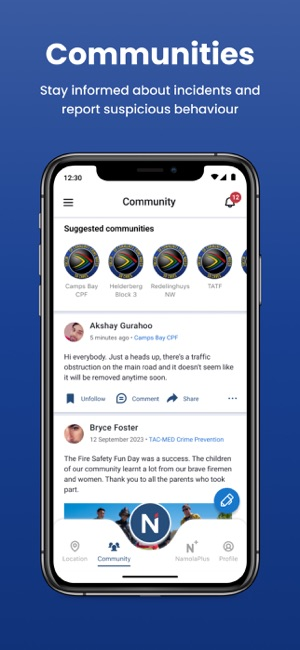 Communities
Stay informed about incidents and
report suspicious behaviour
12:30
Community
12
Suggested communities
Camps Bay
CPF
Helderberg
Block 3
Redelinghuys
NW
TATF
Akshay Gurahoo
5 minutes ago • Camps Bay CPF
Hi everybody. Just a heads up, there's a traffic
obstruction on the main road and it doesn't seem like
it will be removed anytime soon.
Unfollow
Comment
Share
Bryce Foster
12 September 2023 • TAC-MED Crime Prevention
The Fire Safety Fun Day was a success. The children
of our community learnt a lot from our brave firemen
and women. Thank you to all the parents who took
part.
N
Location
Community
N+
NamolaPlus
Profile